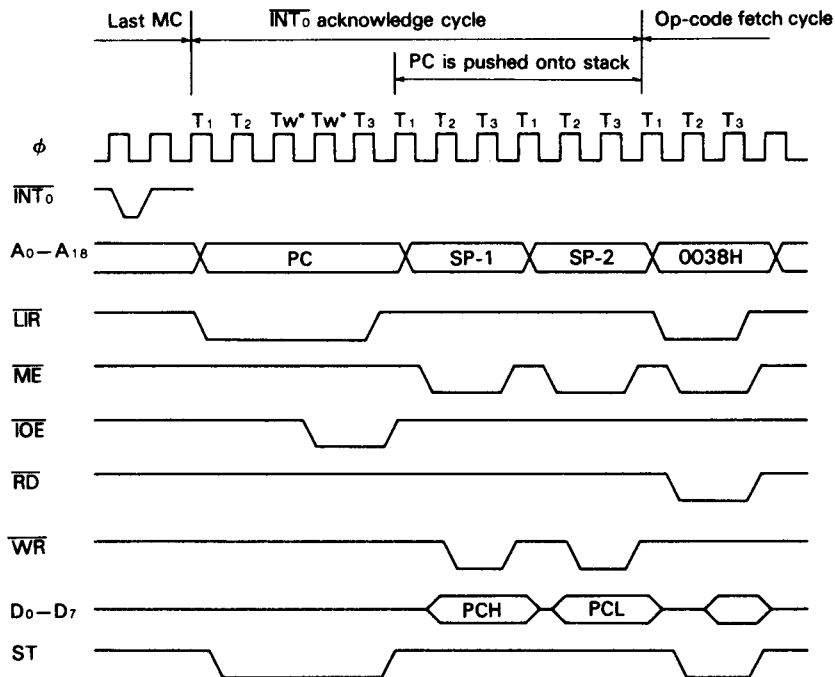 Last MC INT₀ acknowledge cycle Op-code fetch cycle
PC is pushed onto stack
T₁ T₂ Tw* Tw* T₃ T₁ T₂ T₃ T₁ T₂ T₃ T₁ T₂ T₃
ϕ
INT₀
A₀—A₁₈ PC SP-1 SP-2 0038H
LIR
ME
IOE
RD
WR
D₀—D₇ PCH PCL
ST